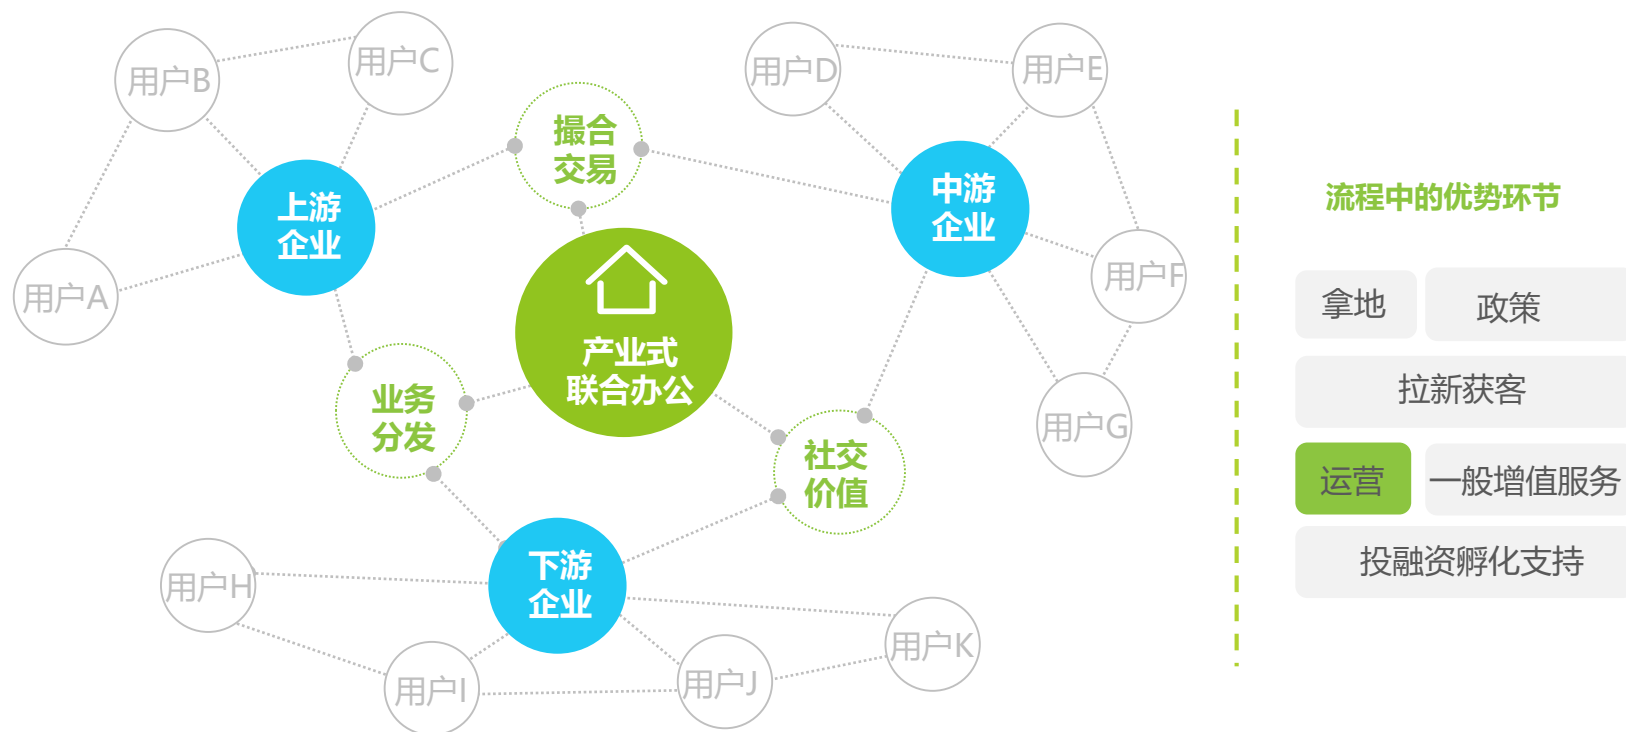 用户B
用户C
用户D
用户E
撮合
交易
上游
企业
中游
企业
流程中的优势环节
用户A
用户F
拿地
政策
产业式
联合办公
拉新获客
业务
分发
用户G
社交
价值
运营
一般增值服务
下游
企业
投融资孵化支持
用户H
用户I
用户J
用户K